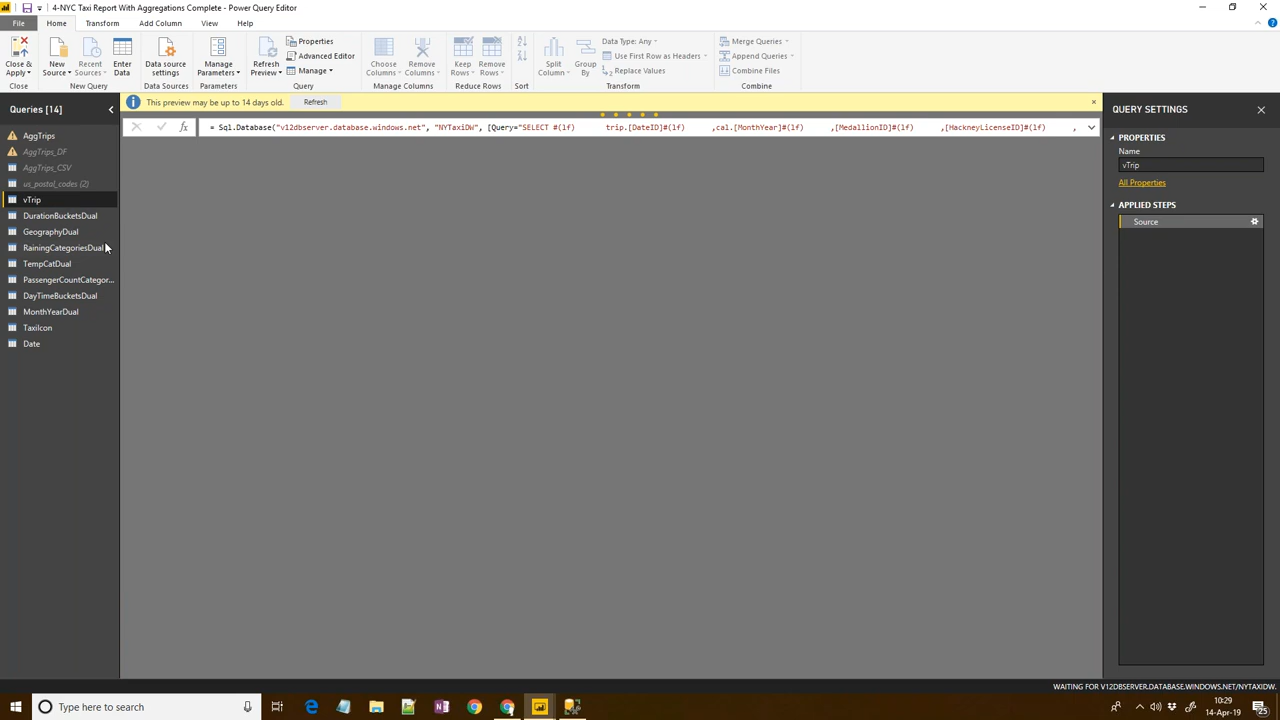 4-NYC Taxi Report With Aggregations Complete - Power Query Editor
File Home Transform Add Column View Help
Close & Apply
New Source
Recent Sources
Enter Data
Data source settings
Manage Parameters
Refresh Preview
Properties
Advanced Editor
Manage
Choose Columns
Remove Columns
Keep Rows
Remove Rows
Split Column
Group By
Data Type: Any
Use First Row as Headers
Replace Values
Merge Queries
Append Queries
Combine Files
Close
New Query
Data Sources
Parameters
Query
Manage Columns
Reduce Rows
Sort
Transform
Combine
Queries [14]
AggTrips
AggTrips_DF
AggTrips_CSV
us_postal_codes (2)
vTrip
DurationBucketsDual
GeographyDual
RainingCategoriesDual
TempCatDual
PassengerCountCategor...
DayTimeBucketsDual
MonthYearDual
TaxiIcon
Date
This preview may be up to 14 days old. Refresh
fx = Sql.Database("v12dbserver.database.windows.net", "NYTaxiDW", [Query="SELECT #(lf) trip.[DateID]#(lf) ,cal.[MonthYear]#(lf) ,[MedallionID]#(lf) ,[HackneyLicenseID]#(lf) ,
QUERY SETTINGS
PROPERTIES
Name
vTrip
All Properties
APPLIED STEPS
Source
WAITING FOR V12DBSERVER.DATABASE.WINDOWS.NET/NYTAXIDW.
Type here to search
10:29
14-Apr-19
25